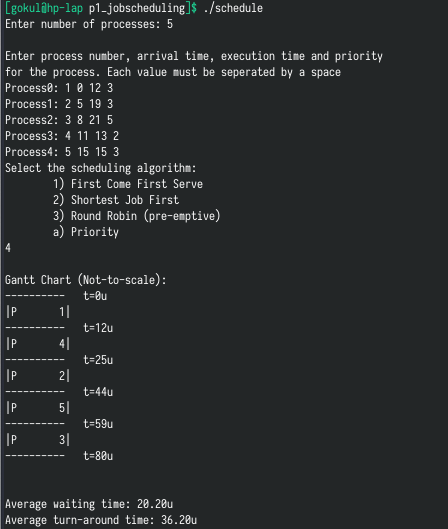 [gokul@hp-lap p1_jobscheduling]$ ./schedule
Enter number of processes: 5

Enter process number, arrival time, execution time and priority
for the process. Each value must be seperated by a space
Process0: 1 0 12 3
Process1: 2 5 19 3
Process2: 3 8 21 5
Process3: 4 11 13 2
Process4: 5 15 15 3
Select the scheduling algorithm:
        1) First Come First Serve
        2) Shortest Job First
        3) Round Robin (pre-emptive)
        a) Priority
4

Gantt Chart (Not-to-scale):
----------   t=0u
|P       1|
----------   t=12u
|P       4|
----------   t=25u
|P       2|
----------   t=44u
|P       5|
----------   t=59u
|P       3|
----------   t=80u

Average waiting time: 20.20u
Average turn-around time: 36.20u